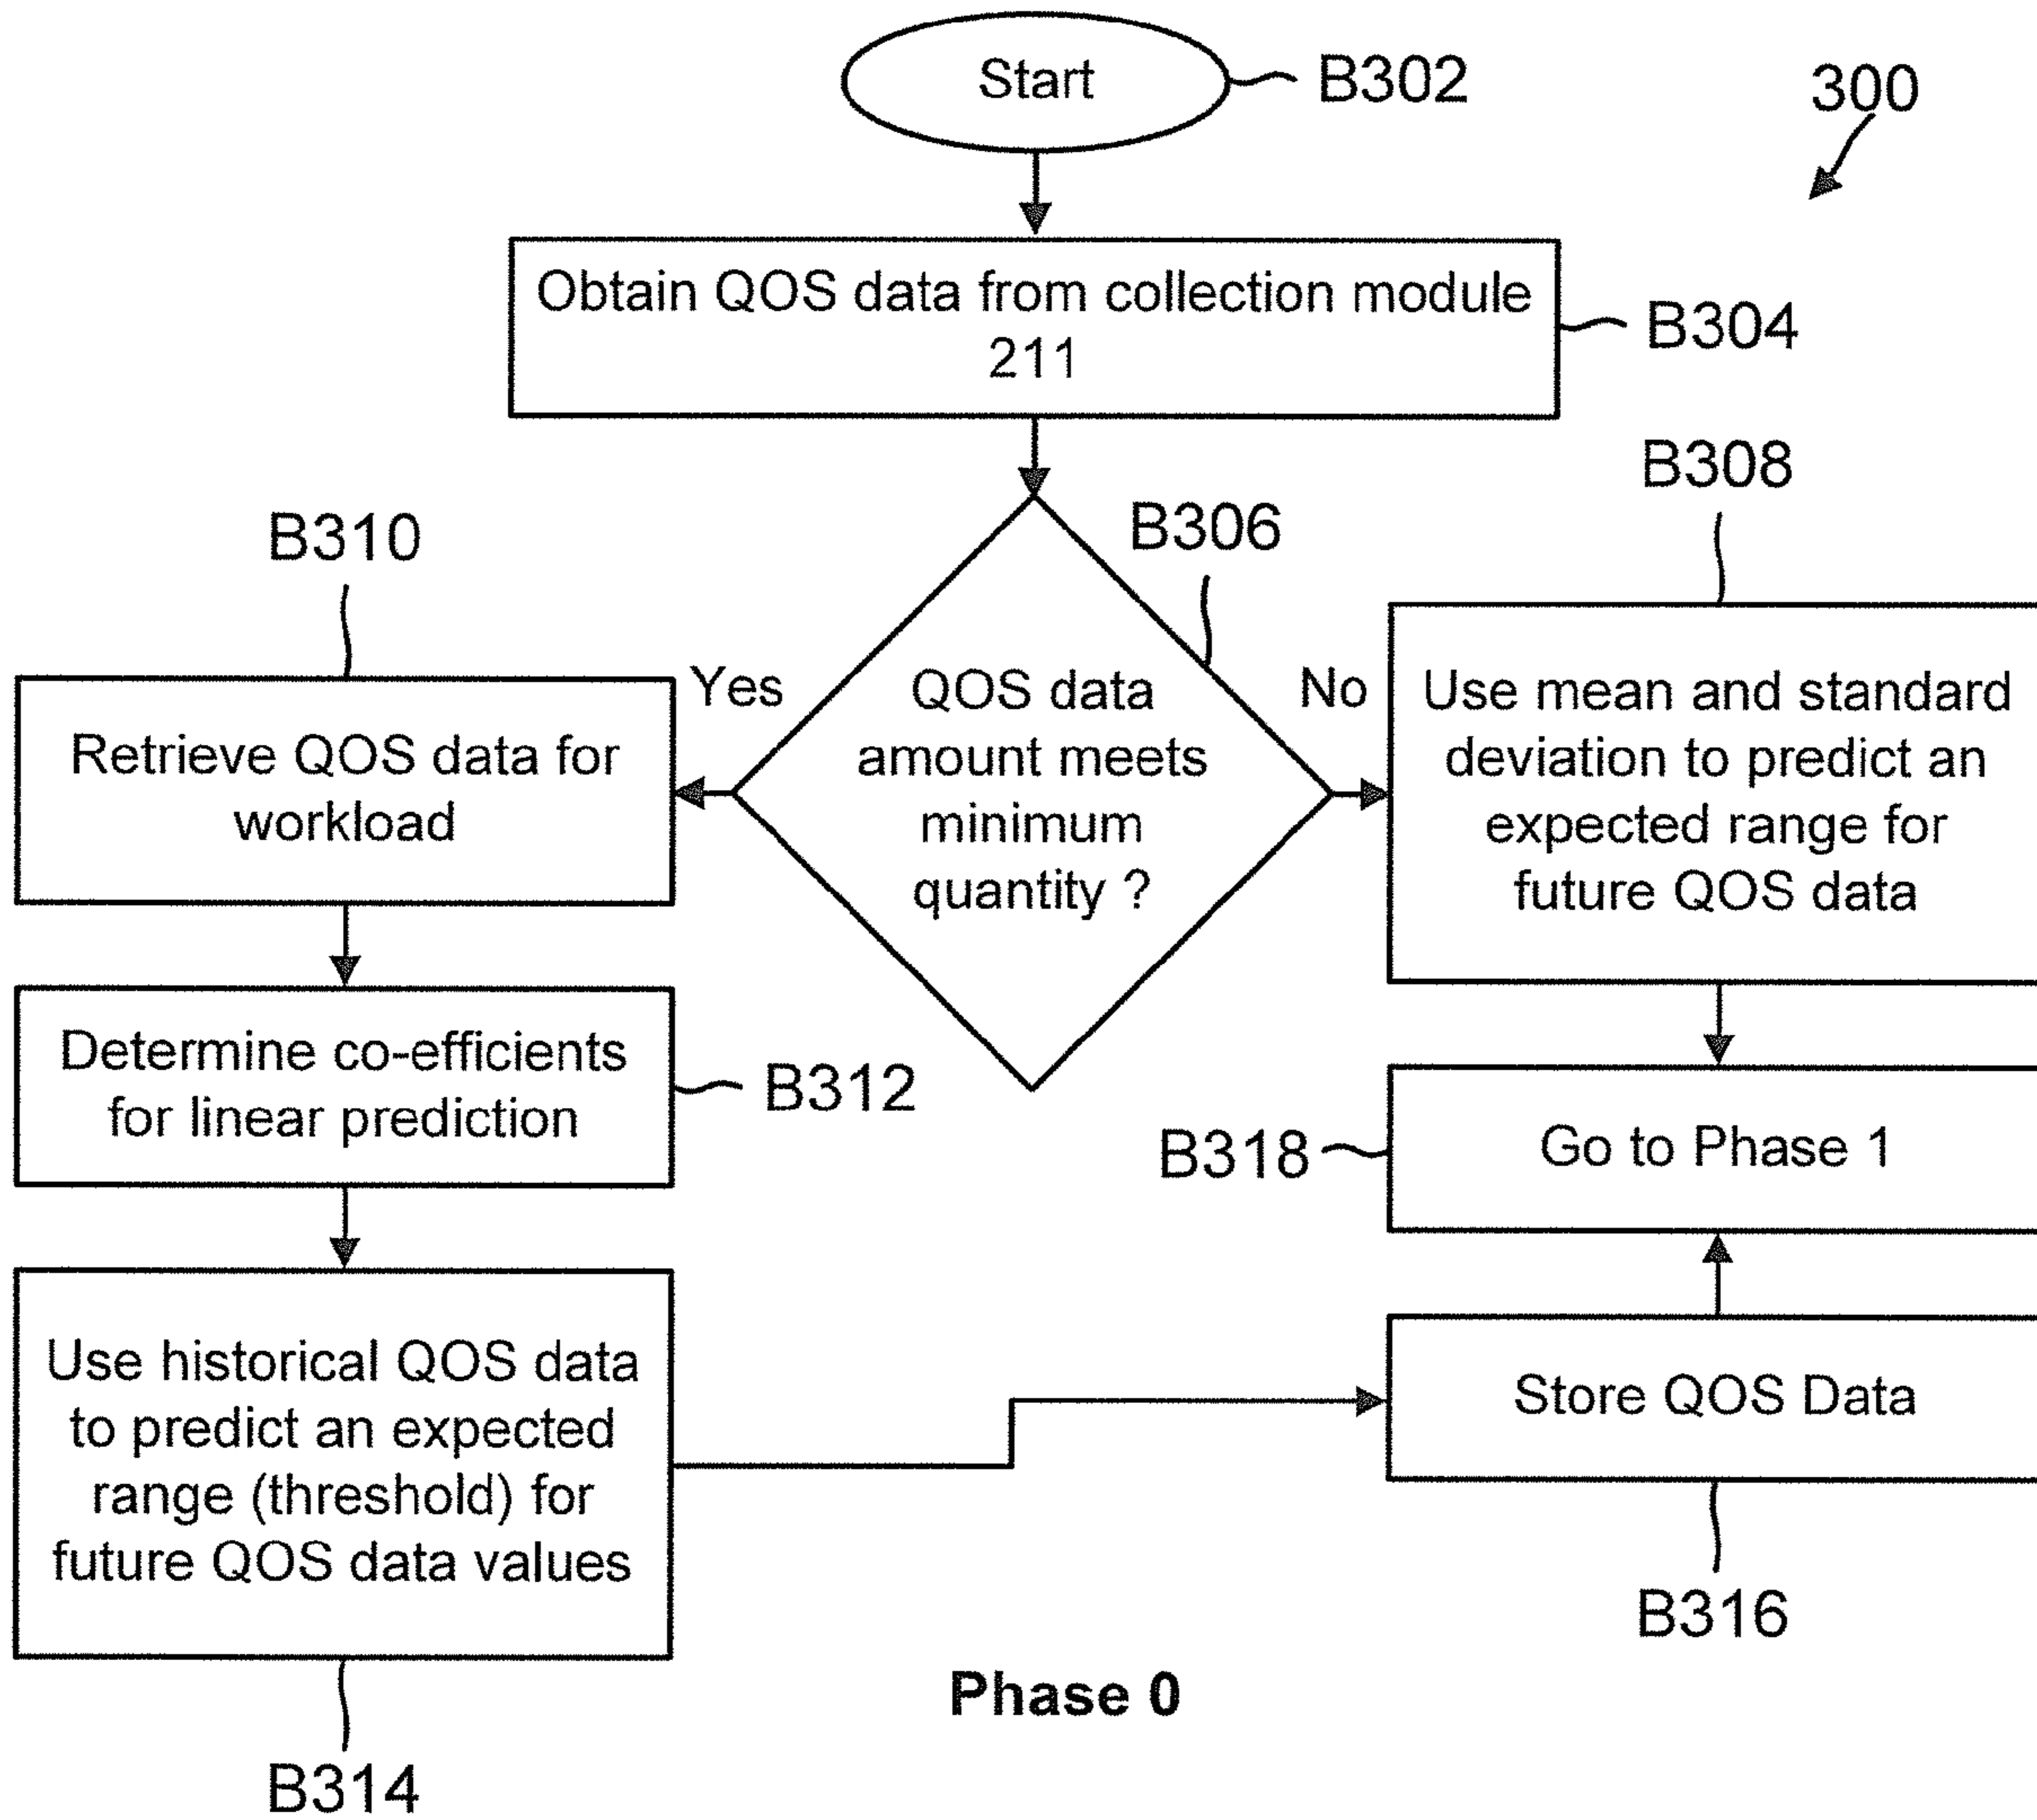 Start
B302
300
Obtain QOS data from collection module
211
B304
B306
QOS data
amount meets
minimum
quantity ?
Yes
No
B308
Use mean and standard
deviation to predict an
expected range for
future QOS data
B310
Retrieve QOS data for
workload
Determine co-efficients
for linear prediction
B312
Use historical QOS data
to predict an expected
range (threshold) for
future QOS data values
B314
B318
Go to Phase 1
Store QOS Data
B316
Phase 0